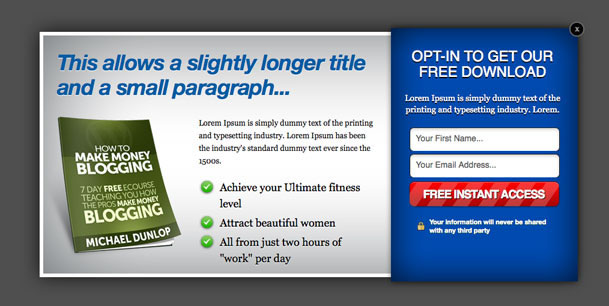 This allows a slightly longer title
and a small paragraph...
Lorem Ipsum is simply dummy text of the printing
and typesetting industry. Lorem Ipsum has been
the industry's standard dummy text ever since the
1500s.
HOW TO
MAKE MONEY
BLOGGING
7 DAY FREE ECOURSE
TEACHING YOU HOW
THE PROS MAKE MONEY
BLOGGING
MICHAEL DUNLOP
Achieve your Ultimate fitness
level
Attract beautiful women
All from just two hours of
"work" per day
x
OPT-IN TO GET OUR
FREE DOWNLOAD
Lorem Ipsum is simply dummy text of the
printing and typesetting industry. Lorem.
Your First Name...
Your Email Address...
FREE INSTANT ACCESS
Your information will never be shared
with any third party